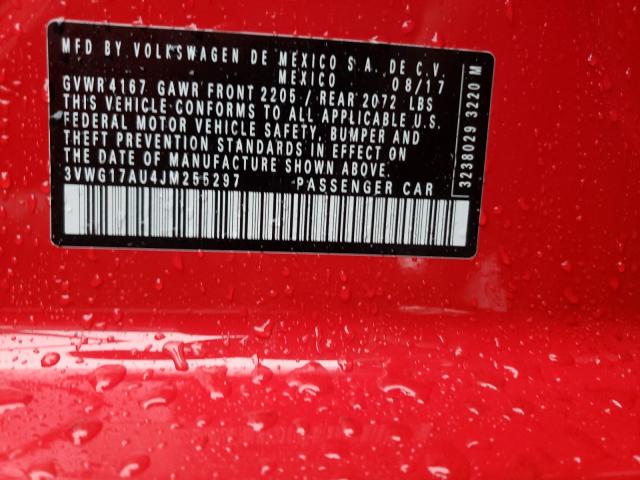 MFD BY VOLKSWAGEN DE MEXICO S.A. DE C.V.
MEXICO 08/17
GVWR 4167 GAWR FRONT 2205 / REAR 2072 LBS
THIS VEHICLE CONFORMS TO ALL APPLICABLE U.S.
FEDERAL MOTOR VEHICLE SAFETY, BUMPER AND
THEFT PREVENTION STANDARDS IN EFFECT ON
THE DATE OF MANUFACTURE SHOWN ABOVE.
3VWG17AU4JM255297 PASSENGER CAR
3238029 3220 M